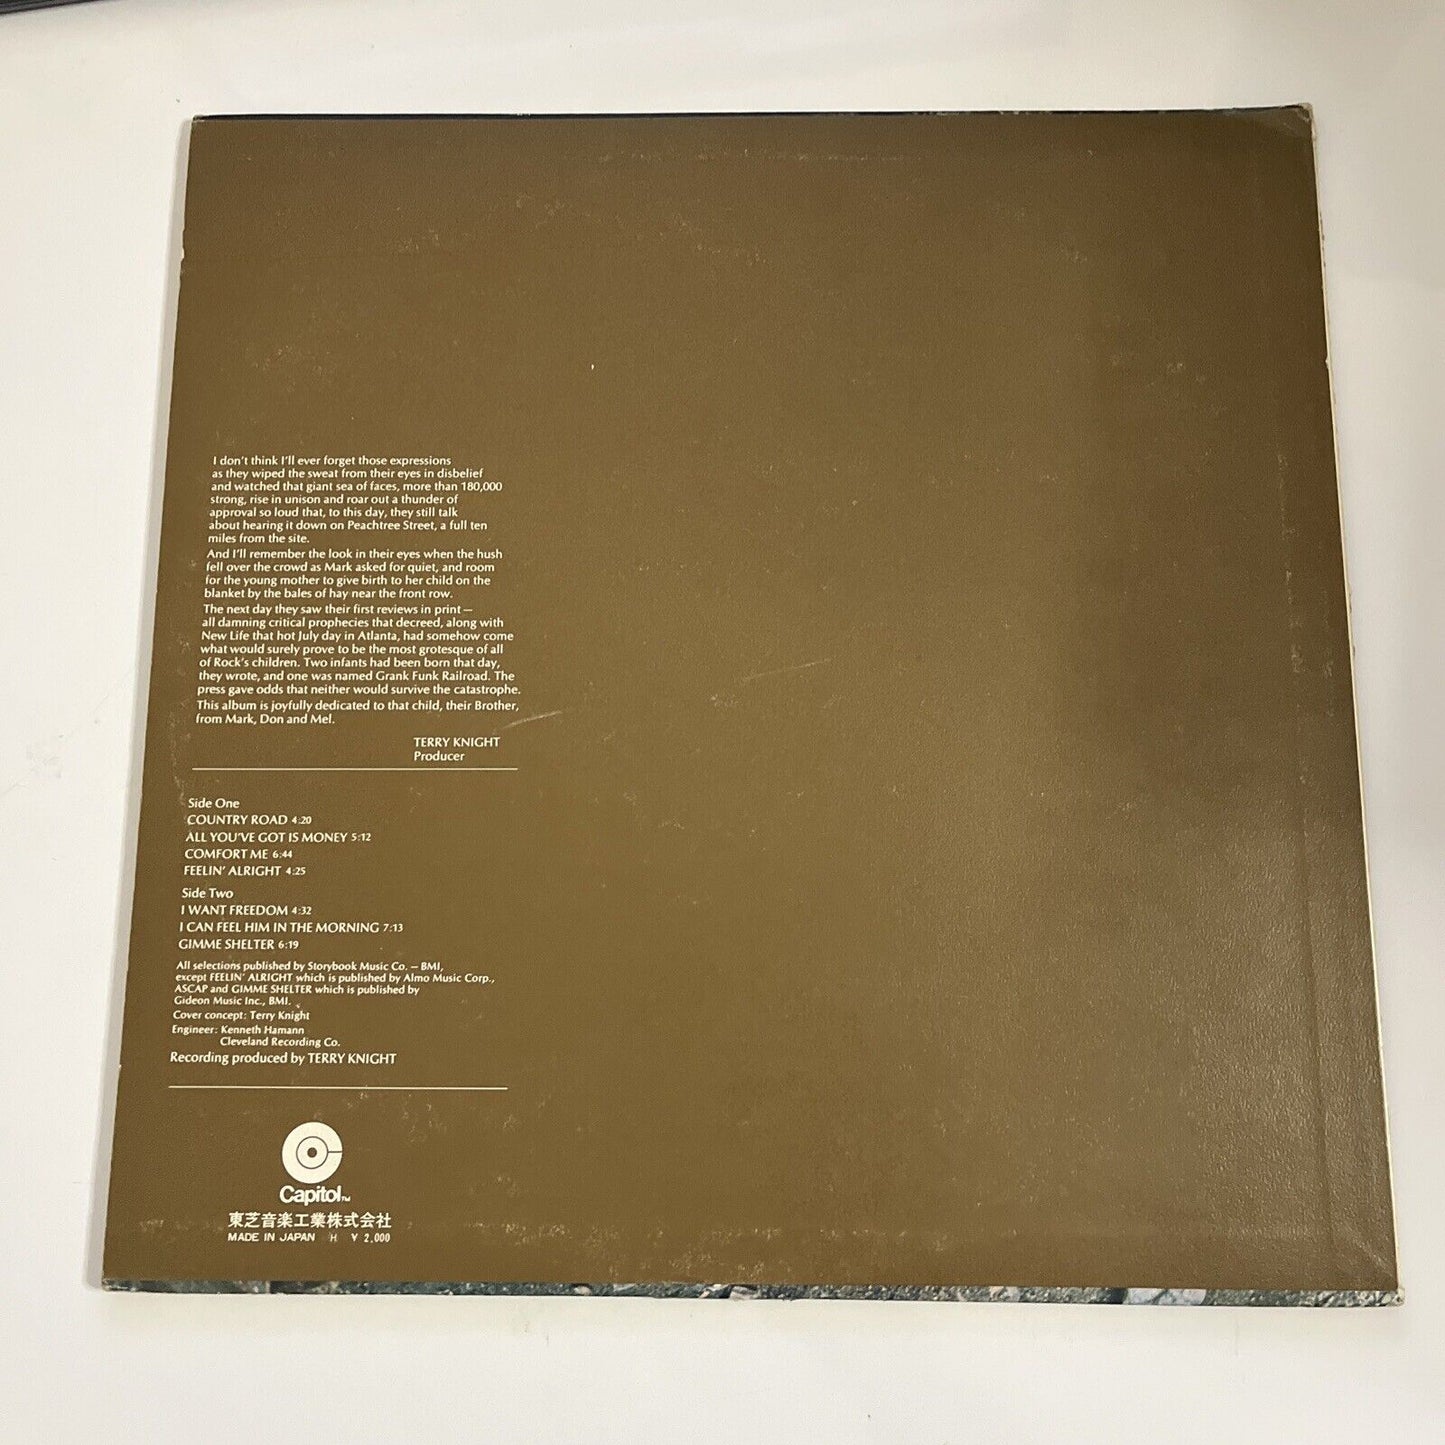 I don't think I'll ever forget those expressions
as they wiped the sweat from their eyes in disbelief
and watched that giant sea of faces, more than 180,000
strong, rise in unison and roar out a thunder of
approval so loud that, to this day, they still talk
about hearing it down on Peachtree Street, a full ten
miles from the site.
And I'll remember the look in their eyes when the hush
fell over the crowd as Mark asked for quiet, and room
for the young mother to give birth to her child on the
blanket by the bales of hay near the front row.
The next day they saw their first reviews in print—
all damning critical prophecies that decreed, along with
New Life that hot July day in Atlanta, had somehow come
what would surely prove to be the most grotesque of all
of Rock's children. Two infants had been born that day,
they wrote, and one was named Grank Funk Railroad. The
press gave odds that neither would survive the catastrophe.
This album is joyfully dedicated to that child, their Brother,
from Mark, Don and Mel.
TERRY KNIGHT
Producer
Side One
COUNTRY ROAD 4:20
ALL YOU'VE GOT IS MONEY 5:12
COMFORT ME 6:44
FEELIN' ALRIGHT 4:25
Side Two
I WANT FREEDOM 4:32
I CAN FEEL HIM IN THE MORNING 7:13
GIMME SHELTER 6:19
All selections published by Storybook Music Co. — BMI,
except FEELIN' ALRIGHT which is published by Almo Music Corp.,
ASCAP and GIMME SHELTER which is published by
Gideon Music Inc., BMI.
Cover concept: Terry Knight
Engineer: Kenneth Hamann
Cleveland Recording Co.
Recording produced by TERRY KNIGHT
Capitol TM
東芝音楽工業株式会社
MADE IN JAPAN H ¥ 2,000